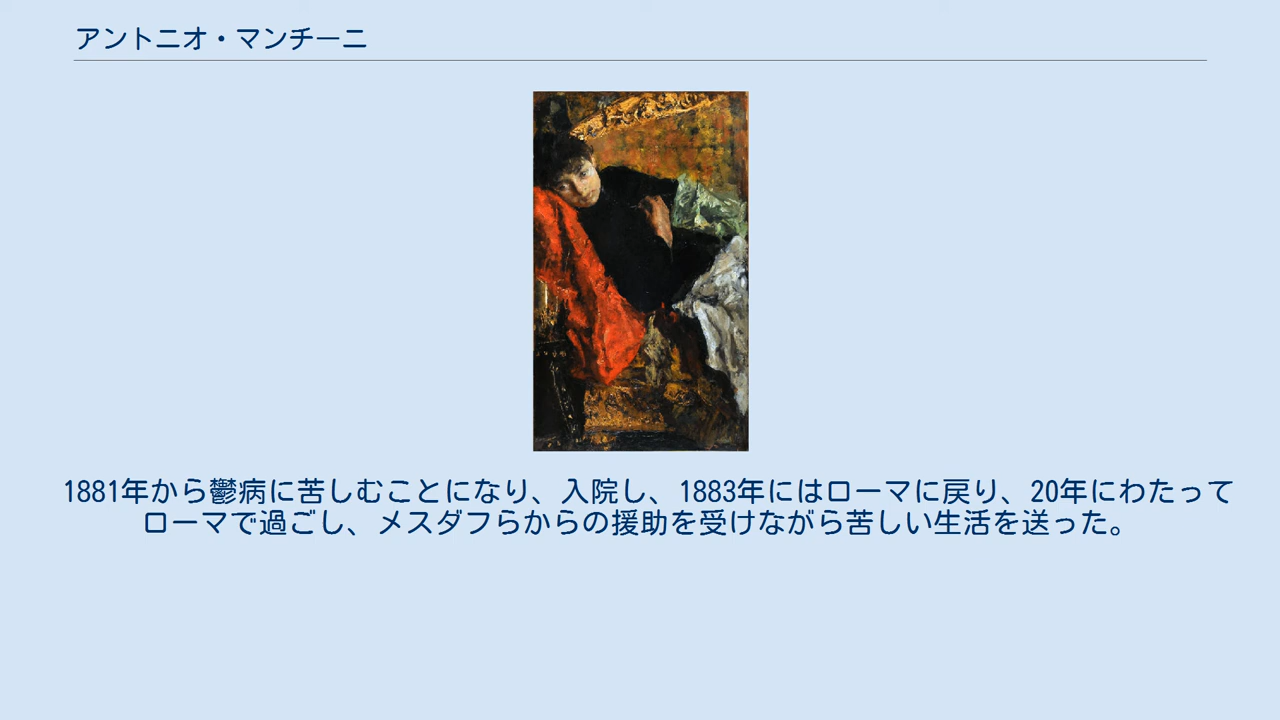 アントニオ・マンチーニ
1881年から鬱病に苦しむことになり、入院し、1883年にはローマに戻り、20年にわたって
ローマで過ごし、メスダフらからの援助を受けながら苦しい生活を送った。